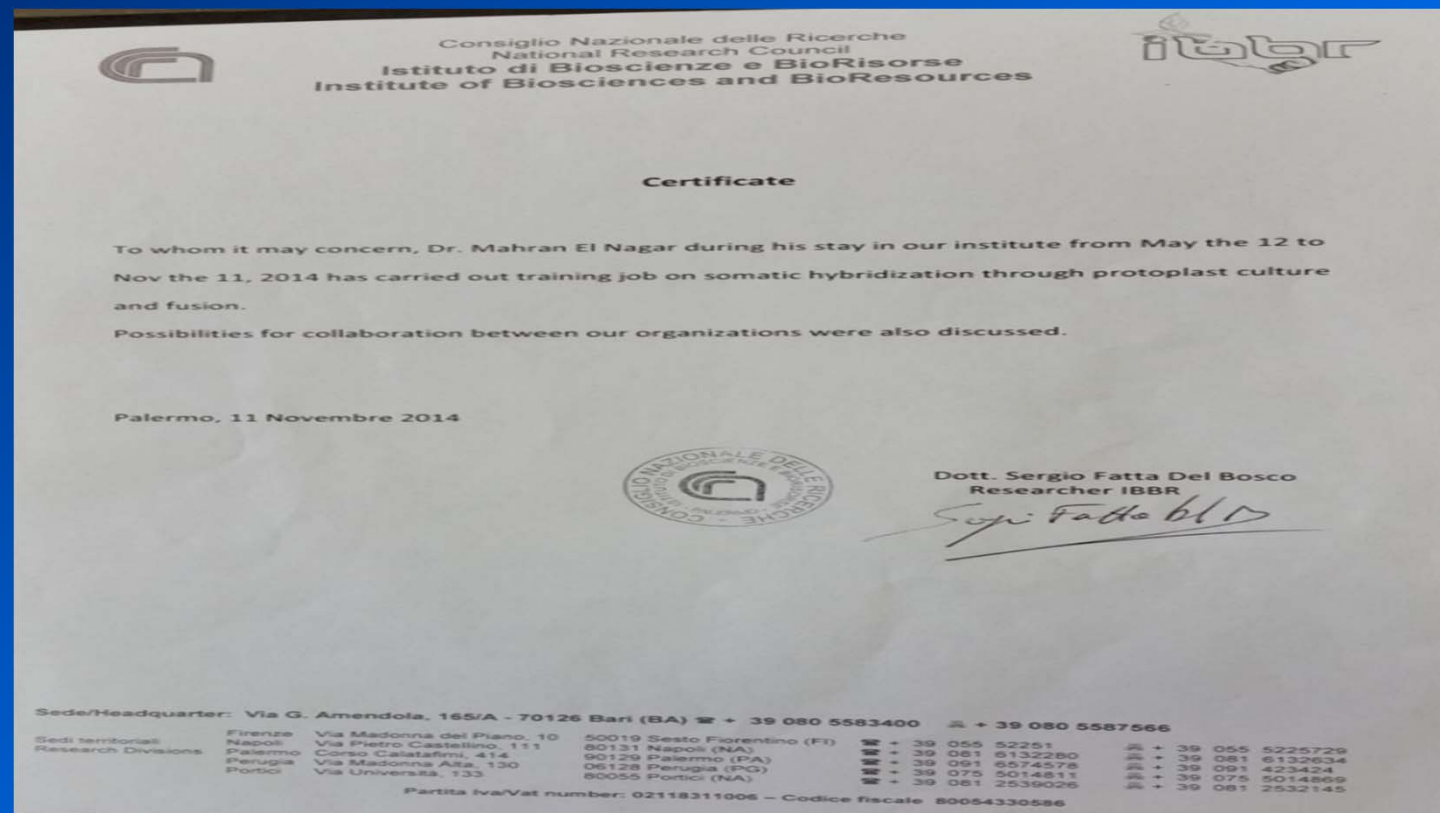 Consiglio Nazionale delle Ricerche
National Research Council
Istituto di Bioscienze e BioRisorse
Institute of Biosciences and BioResources
ibbr
Certificate
To whom it may concern, Dr. Mahran El Nagar during his stay in our institute from May the 12 to
Nov the 11, 2014 has carried out training job on somatic hybridization through protoplast culture
and fusion.
Possibilities for collaboration between our organizations were also discussed.
Palermo, 11 Novembre 2014
CONSIGLIO NAZIONALE DELLE RICERCHE
ISTITUTO DI BIOSCIENZE E BIORISORSE
Dott. Sergio Fatta Del Bosco
Researcher IBBR
Sede/Headquarter: Via G. Amendola, 165/A - 70126 Bari (BA) ☎ + 39 080 5583400 + 39 080 5587566
Sedi territoriali Firenze Via Madonna del Piano, 10 50019 Sesto Fiorentino (FI) ☎ + 39 055 52251 + 39 055 5225729
Research Divisions Napoli Via Pietro Castellino, 111 80131 Napoli (NA) ☎ + 39 081 6132280 + 39 081 6132634
Palermo Corso Calatafimi, 414 90129 Palermo (PA) ☎ + 39 091 6574578 + 39 091 423424
Perugia Via Madonna Alta, 130 06128 Perugia (PG) ☎ + 39 075 5014811 + 39 075 5014869
Portici Via Università, 133 80055 Portici (NA) ☎ + 39 081 2539026 + 39 081 2532145
Partita Iva/Vat number: 02118311006 – Codice fiscale 80054330586